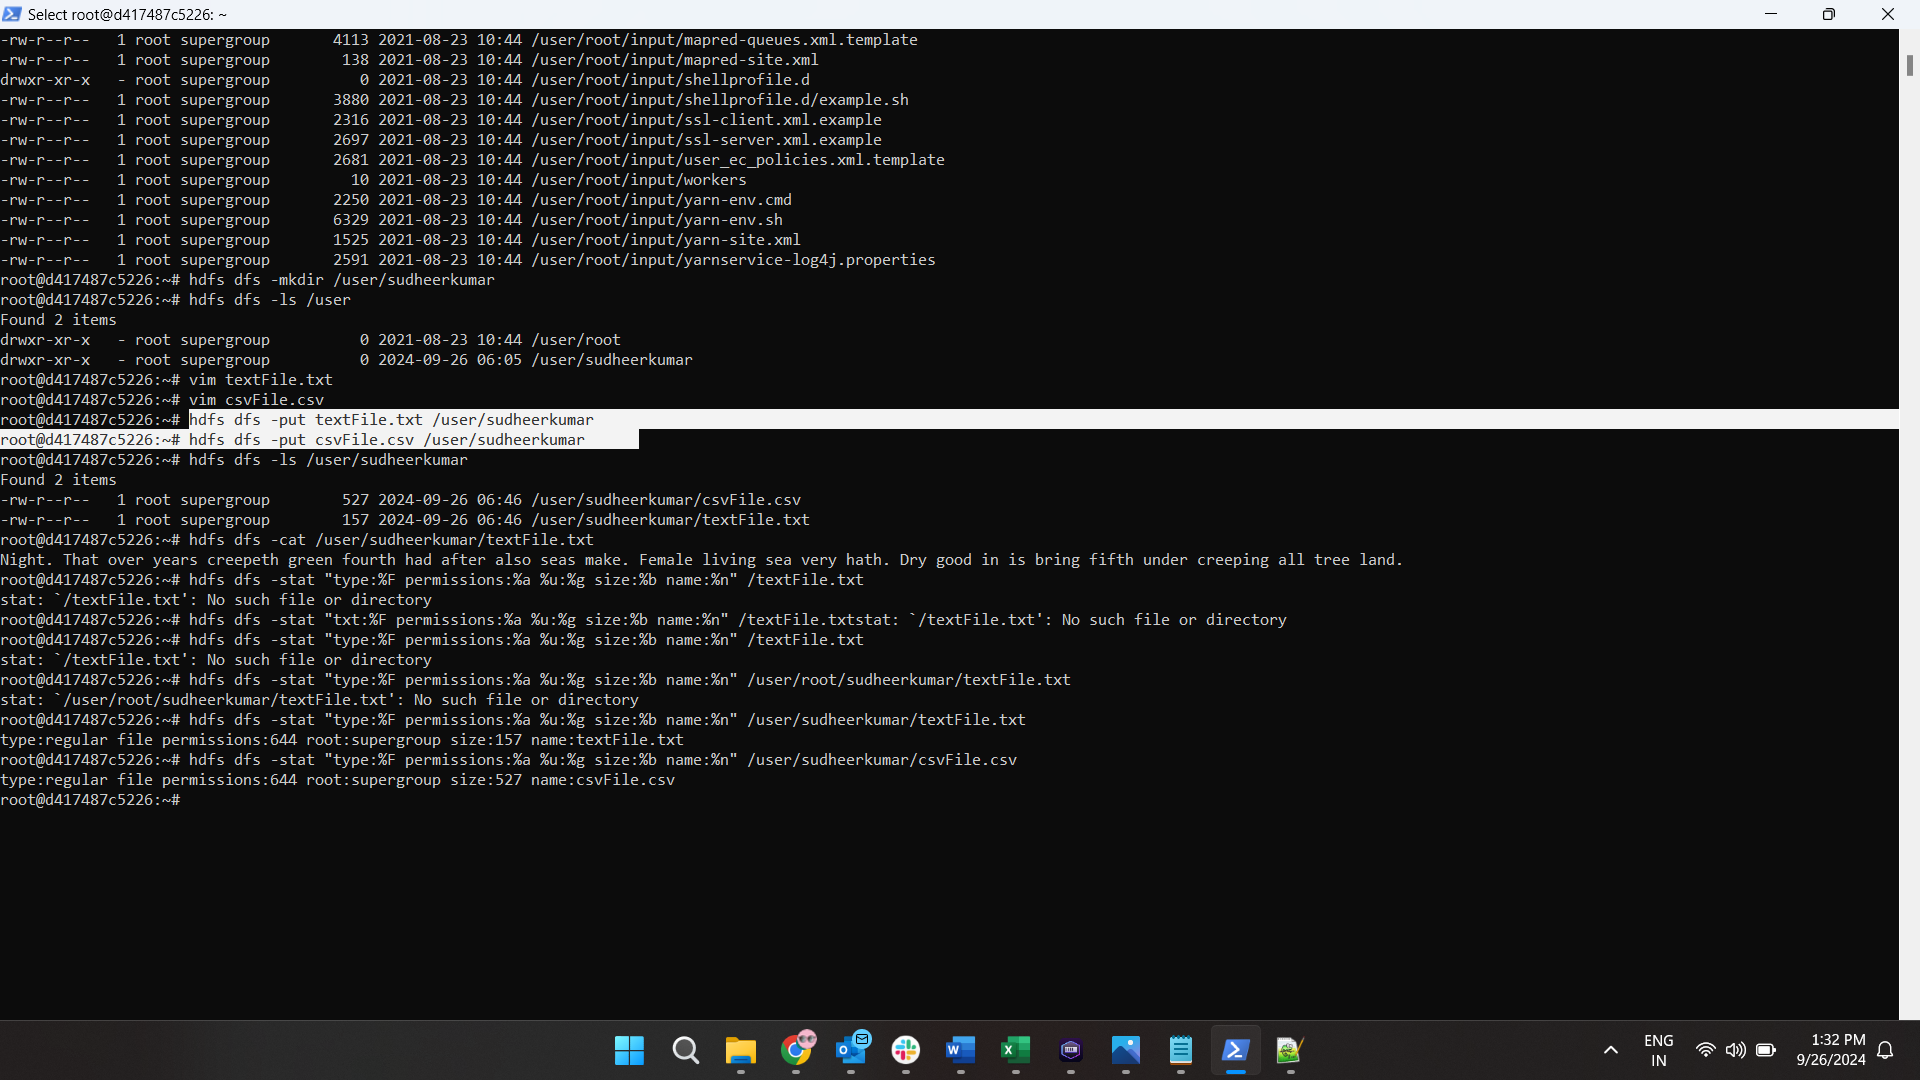 Select root@d417487c5226: ~
-rw-r--r--   1 root supergroup       4113 2021-08-23 10:44 /user/root/input/mapred-queues.xml.template
-rw-r--r--   1 root supergroup        138 2021-08-23 10:44 /user/root/input/mapred-site.xml
drwxr-xr-x   - root supergroup          0 2021-08-23 10:44 /user/root/input/shellprofile.d
-rw-r--r--   1 root supergroup       3880 2021-08-23 10:44 /user/root/input/shellprofile.d/example.sh
-rw-r--r--   1 root supergroup       2316 2021-08-23 10:44 /user/root/input/ssl-client.xml.example
-rw-r--r--   1 root supergroup       2697 2021-08-23 10:44 /user/root/input/ssl-server.xml.example
-rw-r--r--   1 root supergroup       2681 2021-08-23 10:44 /user/root/input/user_ec_policies.xml.template
-rw-r--r--   1 root supergroup         10 2021-08-23 10:44 /user/root/input/workers
-rw-r--r--   1 root supergroup       2250 2021-08-23 10:44 /user/root/input/yarn-env.cmd
-rw-r--r--   1 root supergroup       6329 2021-08-23 10:44 /user/root/input/yarn-env.sh
-rw-r--r--   1 root supergroup       1525 2021-08-23 10:44 /user/root/input/yarn-site.xml
-rw-r--r--   1 root supergroup       2591 2021-08-23 10:44 /user/root/input/yarnservice-log4j.properties
root@d417487c5226:~# hdfs dfs -mkdir /user/sudheerkumar
root@d417487c5226:~# hdfs dfs -ls /user
Found 2 items
drwxr-xr-x   - root supergroup          0 2021-08-23 10:44 /user/root
drwxr-xr-x   - root supergroup          0 2024-09-26 06:05 /user/sudheerkumar
root@d417487c5226:~# vim textFile.txt
root@d417487c5226:~# vim csvFile.csv
root@d417487c5226:~# hdfs dfs -put textFile.txt /user/sudheerkumar
root@d417487c5226:~# hdfs dfs -put csvFile.csv /user/sudheerkumar
root@d417487c5226:~# hdfs dfs -ls /user/sudheerkumar
Found 2 items
-rw-r--r--   1 root supergroup        527 2024-09-26 06:46 /user/sudheerkumar/csvFile.csv
-rw-r--r--   1 root supergroup        157 2024-09-26 06:46 /user/sudheerkumar/textFile.txt
root@d417487c5226:~# hdfs dfs -cat /user/sudheerkumar/textFile.txt
Night. That over years creepeth green fourth had after also seas make. Female living sea very hath. Dry good in is bring fifth under creeping all tree land.
root@d417487c5226:~# hdfs dfs -stat "type:%F permissions:%a %u:%g size:%b name:%n" /textFile.txt
stat: `/textFile.txt': No such file or directory
root@d417487c5226:~# hdfs dfs -stat "txt:%F permissions:%a %u:%g size:%b name:%n" /textFile.txtstat: `/textFile.txt': No such file or directory
root@d417487c5226:~# hdfs dfs -stat "type:%F permissions:%a %u:%g size:%b name:%n" /textFile.txt
stat: `/textFile.txt': No such file or directory
root@d417487c5226:~# hdfs dfs -stat "type:%F permissions:%a %u:%g size:%b name:%n" /user/root/sudheerkumar/textFile.txt
stat: `/user/root/sudheerkumar/textFile.txt': No such file or directory
root@d417487c5226:~# hdfs dfs -stat "type:%F permissions:%a %u:%g size:%b name:%n" /user/sudheerkumar/textFile.txt
type:regular file permissions:644 root:supergroup size:157 name:textFile.txt
root@d417487c5226:~# hdfs dfs -stat "type:%F permissions:%a %u:%g size:%b name:%n" /user/sudheerkumar/csvFile.csv
type:regular file permissions:644 root:supergroup size:527 name:csvFile.csv
root@d417487c5226:~#
ENG
IN
1:32 PM
9/26/2024